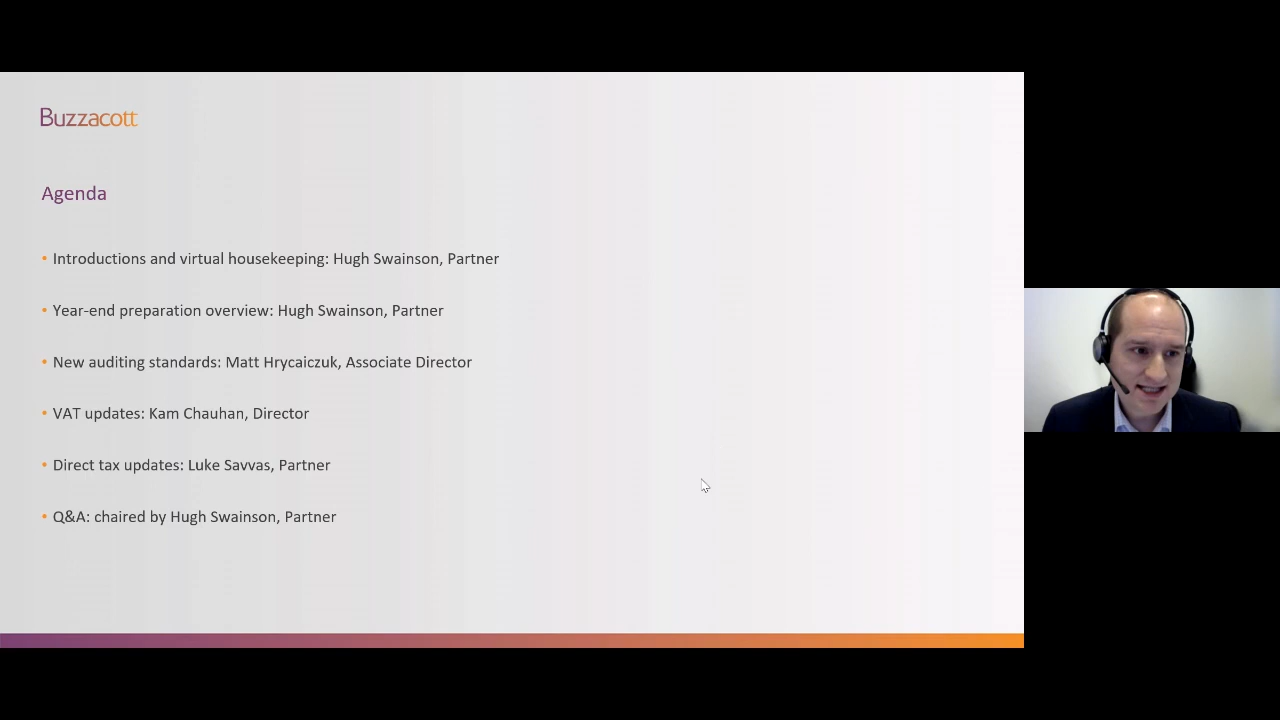 Buzzacott
Agenda
• Introductions and virtual housekeeping: Hugh Swainson, Partner
• Year-end preparation overview: Hugh Swainson, Partner
• New auditing standards: Matt Hrycaiczuk, Associate Director
• VAT updates: Kam Chauhan, Director
• Direct tax updates: Luke Savvas, Partner
• Q&A: chaired by Hugh Swainson, Partner